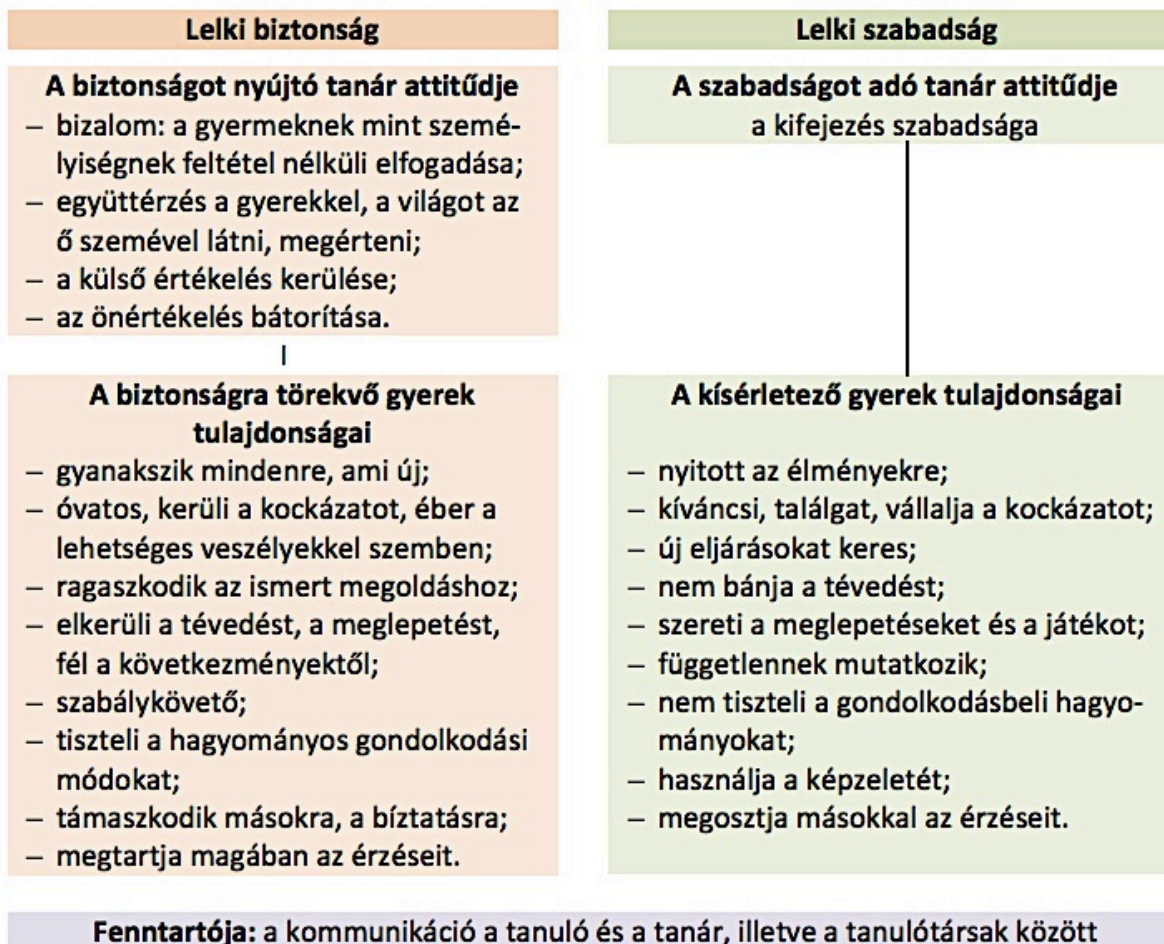 Lelki biztonság
A biztonságot nyújtó tanár attitűdje
– bizalom: a gyermeknek mint szemé-
lyiségnek feltétel nélküli elfogadása;
– együttérzés a gyerekkel, a világot az
ő szemével látni, megérteni;
– a külső értékelés kerülése;
– az önértékelés bátorítása.
A biztonságra törekvő gyerek
tulajdonságai
– gyanakszik mindenre, ami új;
– óvatos, kerüli a kockázatot, éber a
lehetséges veszélyekkel szemben;
– ragaszkodik az ismert megoldáshoz;
– elkerüli a tévedést, a meglepetést,
fél a következményektől;
– szabálykövető;
– tiszteli a hagyományos gondolkodási
módokat;
– támaszkodik másokra, a bíztatásra;
– megtartja magában az érzéseit.
Lelki szabadság
A szabadságot adó tanár attitűdje
a kifejezés szabadsága
A kísérletező gyerek tulajdonságai
– nyitott az élményekre;
– kíváncsi, találgat, vállalja a kockázatot;
– új eljárásokat keres;
– nem bánja a tévedést;
– szereti a meglepetéseket és a játékot;
– függetlennek mutatkozik;
– nem tiszteli a gondolkodásbeli hagyo-
mányokat;
– használja a képzeletét;
– megosztja másokkal az érzéseit.
Fenntartója: a kommunikáció a tanuló és a tanár, illetve a tanulótársak között